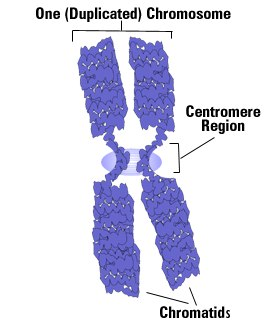 One (Duplicated) Chromosome
Centromere
Region
Chromatids